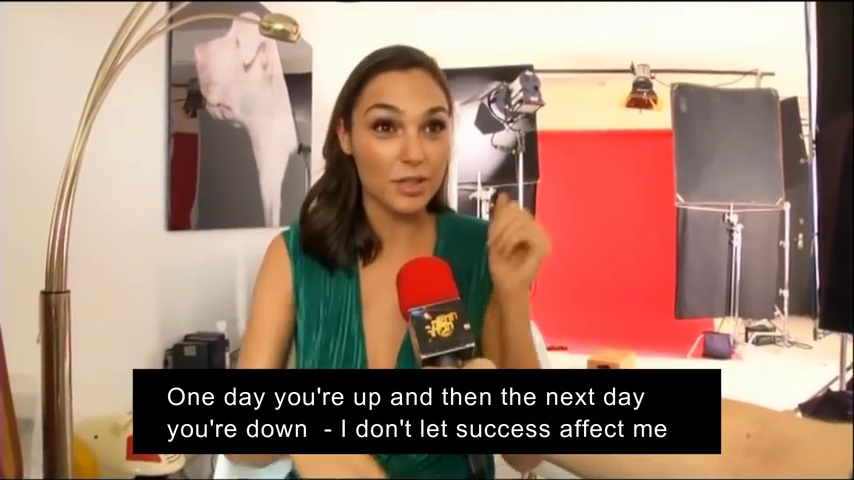 One day you're up and then the next day
you're down  - I don't let success affect me